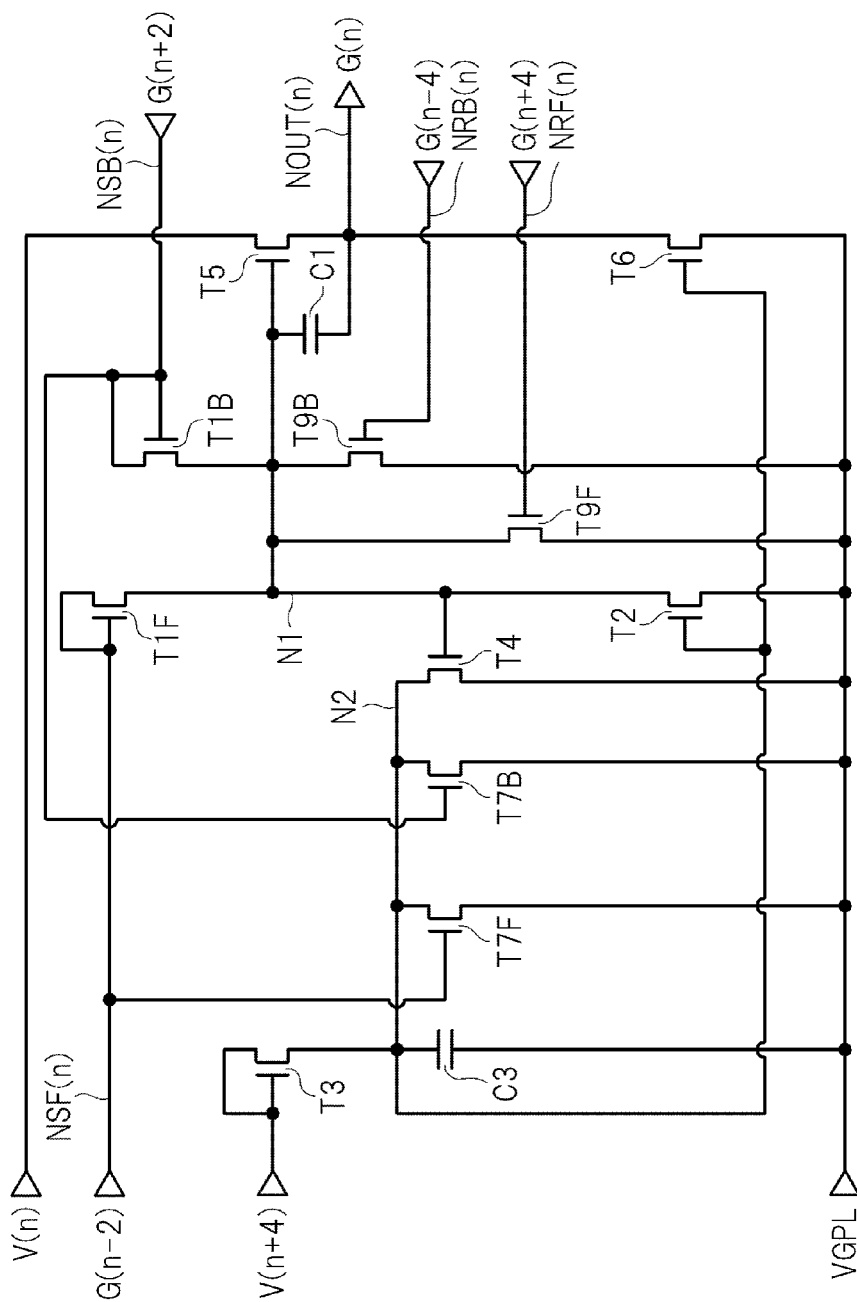 V(n)
G(n-2)
V(n+4)
VGPL
NSF(n)
T3
C3
T7F
T7B
N2
T4
T1F
N1
T2
T9F
T1B
T9B
T5
C1
T6
NSB(n)
G(n+2)
NOUT(n)
G(n)
G(n-4)
NRB(n)
G(n+4)
NRF(n)